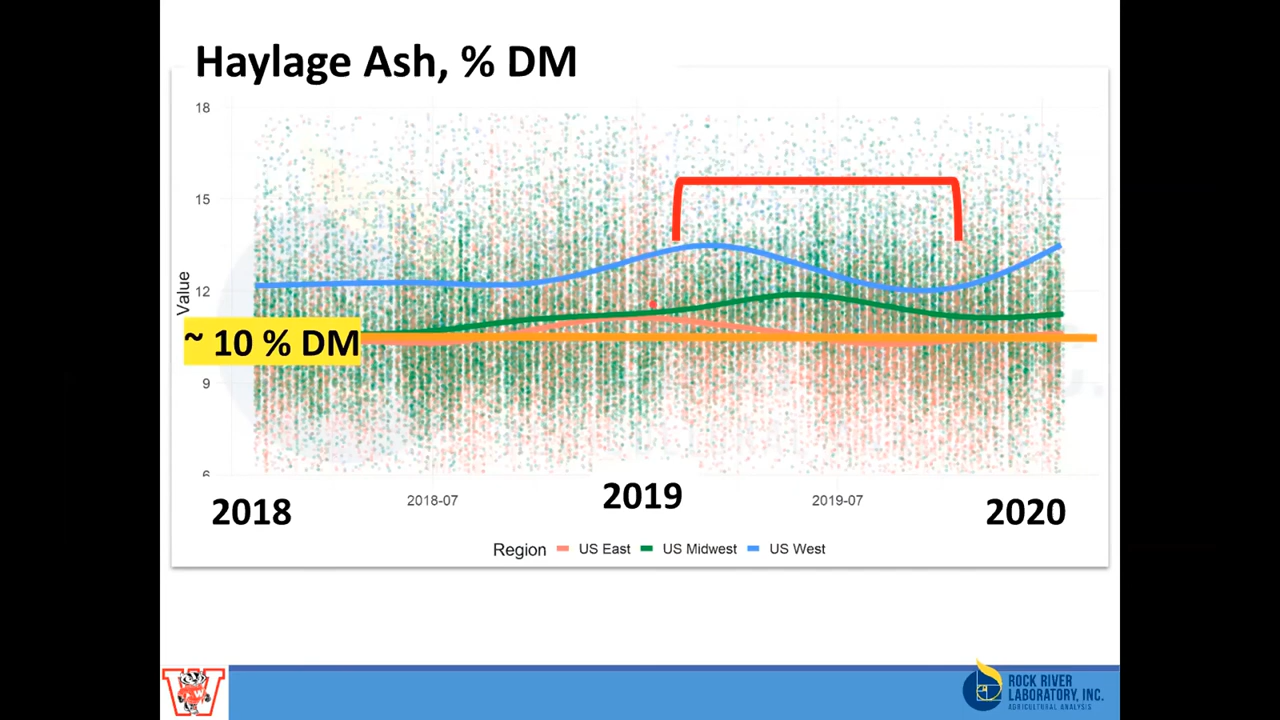 Haylage Ash, % DM
18
15
12
Value
~ 10 % DM
9
6
2018
2018-07
2019
2019-07
2020
Region US East US Midwest US West
W
ROCK RIVER
LABORATORY, INC.
AGRICULTURAL ANALYSIS